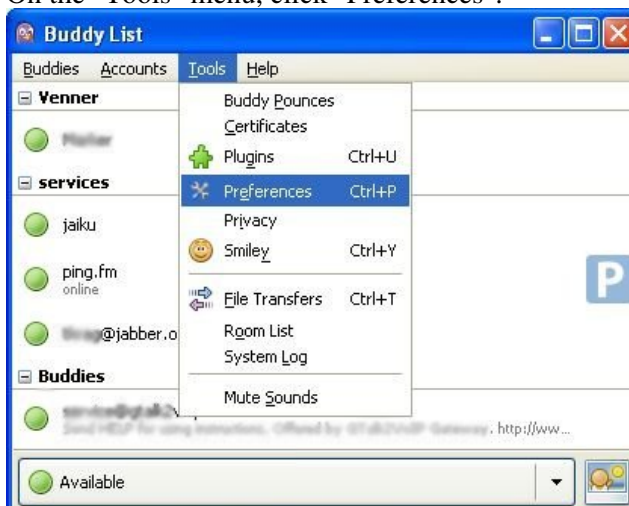 On the "Tools" menu, click "Preferences".
Buddy List
Buddies Accounts Tools Help
Venner
services
jaiku
ping.fm
online
@jabber.o
Buddies
Buddy Pounces
Certificates
Plugins Ctrl+U
Preferences Ctrl+P
Privacy
Smiley Ctrl+Y
File Transfers Ctrl+T
Room List
System Log
Mute Sounds
P
http://ww...
Available